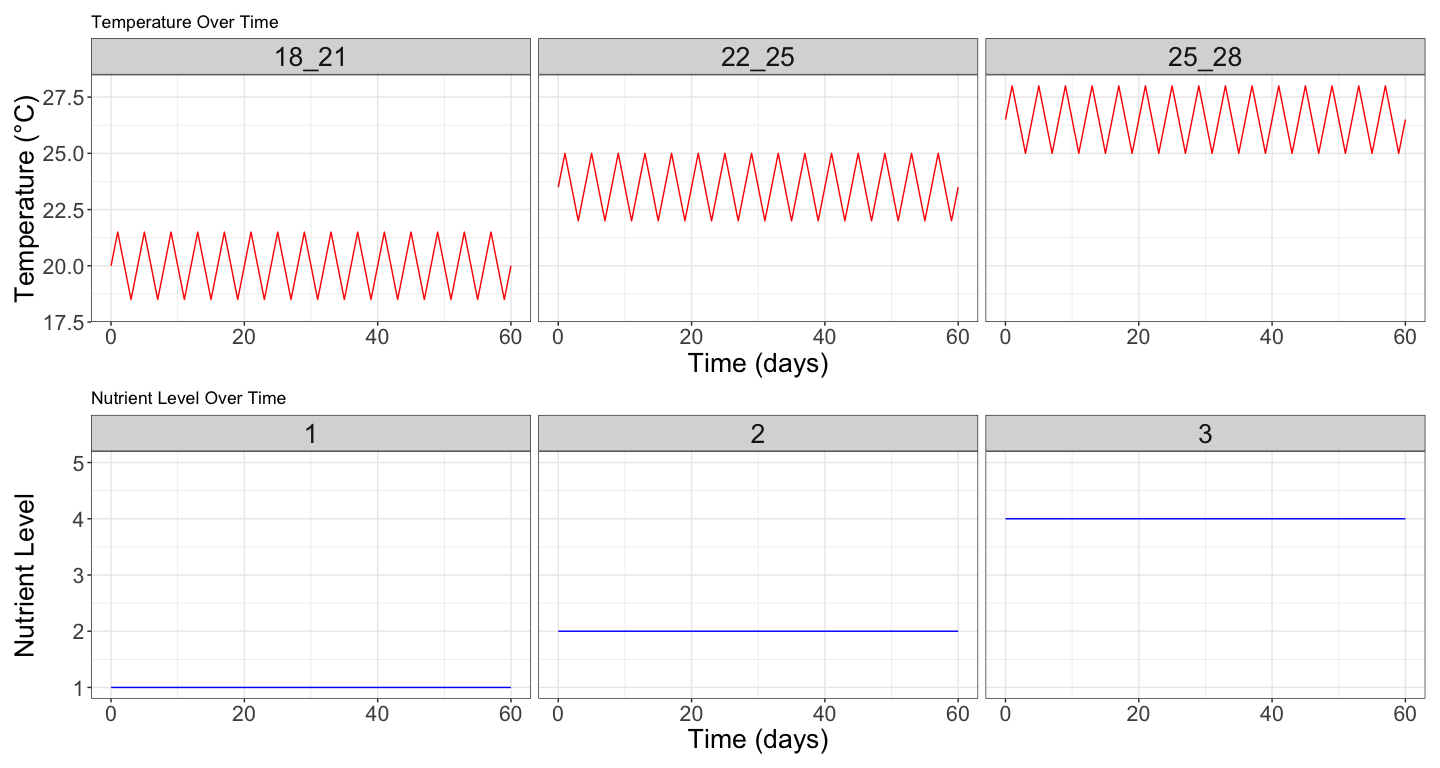 Temperature Over Time
18_21 22_25 25_28
Temperature (°C)
27.5
25.0
22.5
20.0
17.5
0 20 40 60 0 20 40 60 0 20 40 60
Time (days)
Nutrient Level Over Time
1 2 3
Nutrient Level
5
4
3
2
1
0 20 40 60 0 20 40 60 0 20 40 60
Time (days)